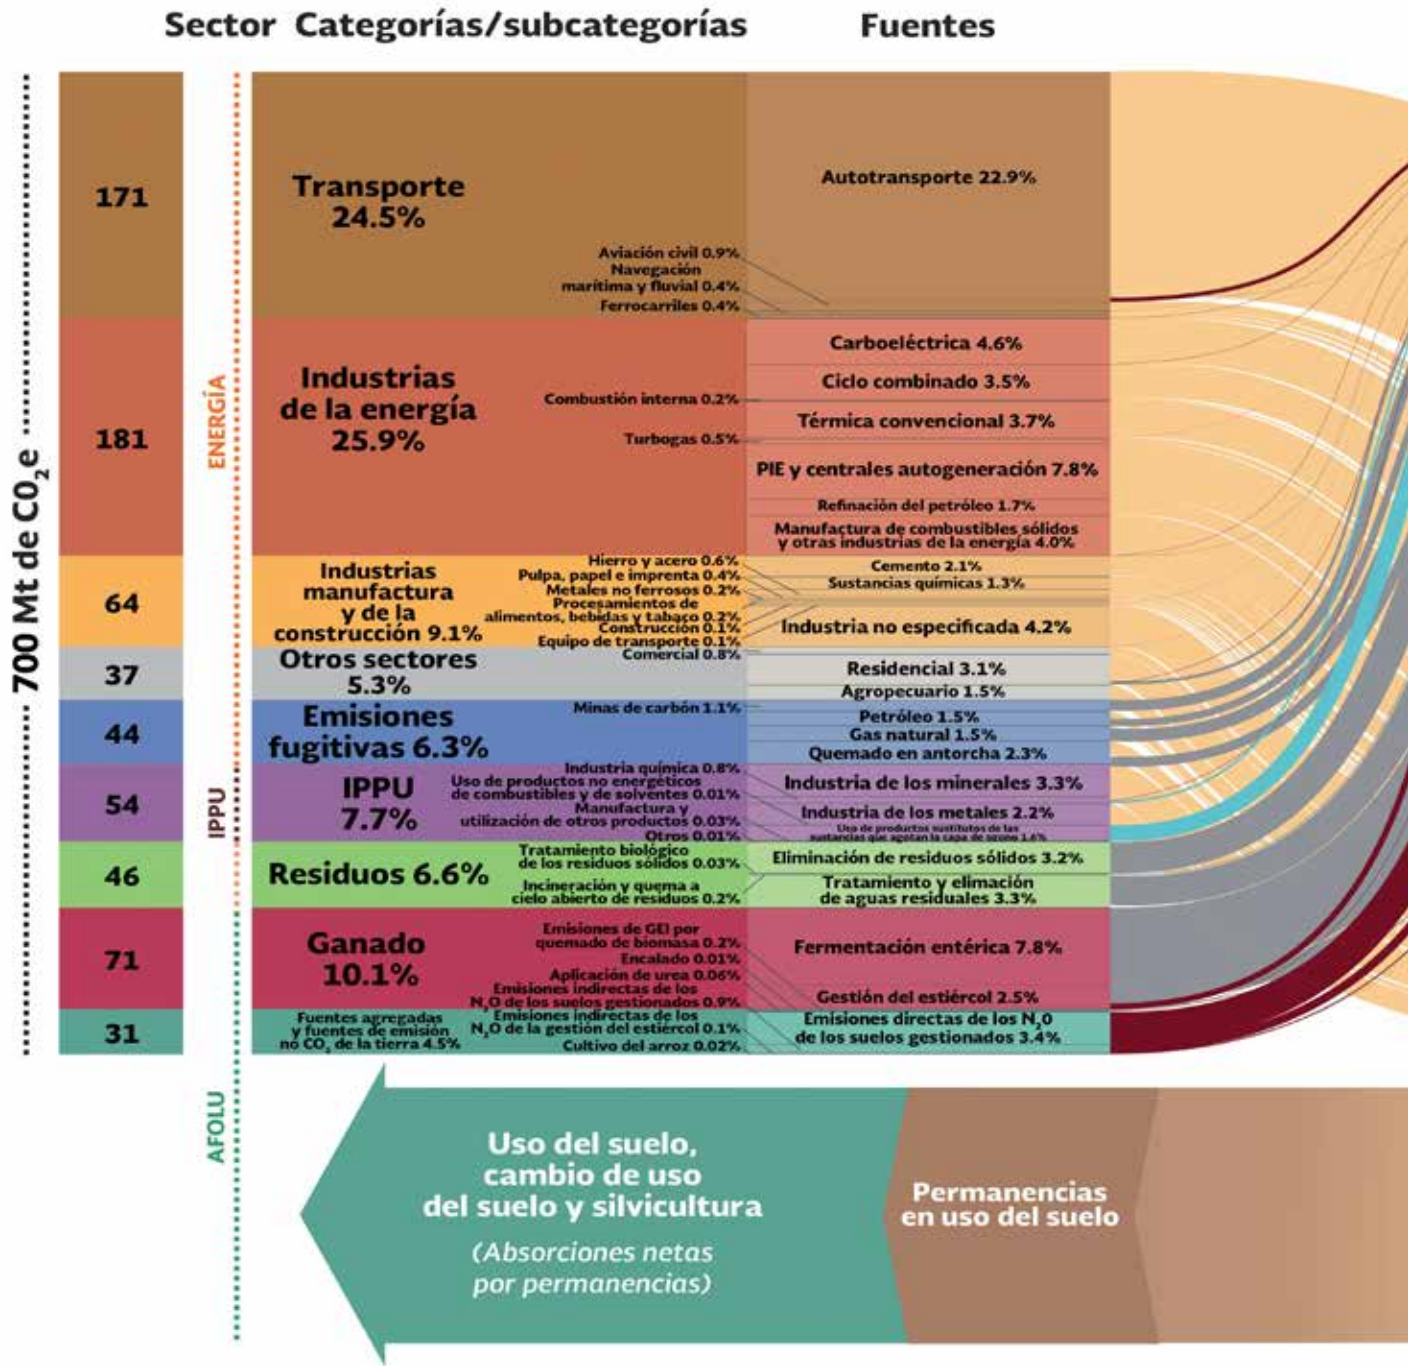 Sector Categorías/subcategorías Fuentes
700 Mt de CO₂e
ENERGÍA
IPPU
AFOLU
171
Transporte
24.5%
Autotransporte 22.9%
Aviación civil 0.9%
Navegación
marítima y fluvial 0.4%
Ferrocarriles 0.4%
181
Industrias
de la energía
25.9%
Combustión interna 0.2%
Turbogas 0.5%
Carboeléctrica 4.6%
Ciclo combinado 3.5%
Térmica convencional 3.7%
PIE y centrales autogeneración 7.8%
Refinación del petróleo 1.7%
Manufactura de combustibles sólidos
y otras industrias de la energía 4.0%
64
Industrias
manufactura
y de la
construcción 9.1%
Hierro y acero 0.6%
Pulpa, papel e imprenta 0.4%
Metales no ferrosos 0.2%
Procesamientos de
alimentos, bebidas y tabaco 0.2%
Construcción 0.1%
Equipo de transporte 0.1%
Cemento 2.1%
Sustancias químicas 1.3%
Industria no especificada 4.2%
37
Otros sectores
5.3%
Comercial 0.8%
Residencial 3.1%
Agropecuario 1.5%
44
Emisiones
fugitivas 6.3%
Minas de carbón 1.1%
Petróleo 1.5%
Gas natural 1.5%
Quemado en antorcha 2.3%
54
IPPU
7.7%
Industria química 0.8%
Uso de productos no energéticos
de combustibles y de solventes 0.01%
Manufactura y
utilización de otros productos 0.03%
Otros 0.01%
Industria de los minerales 3.3%
Industria de los metales 2.2%
Uso de productos sustitutos de las
sustancias que agotan la capa de ozono 1.6%
46
Residuos 6.6%
Tratamiento biológico
de los residuos sólidos 0.03%
Incineración y quema a
cielo abierto de residuos 0.2%
Eliminación de residuos sólidos 3.2%
Tratamiento y elimación
de aguas residuales 3.3%
71
Ganado
10.1%
Emisiones de GEI por
quemado de biomasa 0.2%
Encalado 0.01%
Aplicación de urea 0.06%
Emisiones indirectas de los
N₂O de los suelos gestionados 0.9%
Fermentación entérica 7.8%
Gestión del estiércol 2.5%
31
Fuentes agregadas
y fuentes de emisión
no CO₂ de la tierra 4.5%
Emisiones indirectas de los
N₂O de la gestión del estiércol 0.1%
Cultivo del arroz 0.02%
Emisiones directas de los N₂0
de los suelos gestionados 3.4%
Uso del suelo,
cambio de uso
del suelo y silvicultura
(Absorciones netas
por permanencias)
Permanencias
en uso del suelo